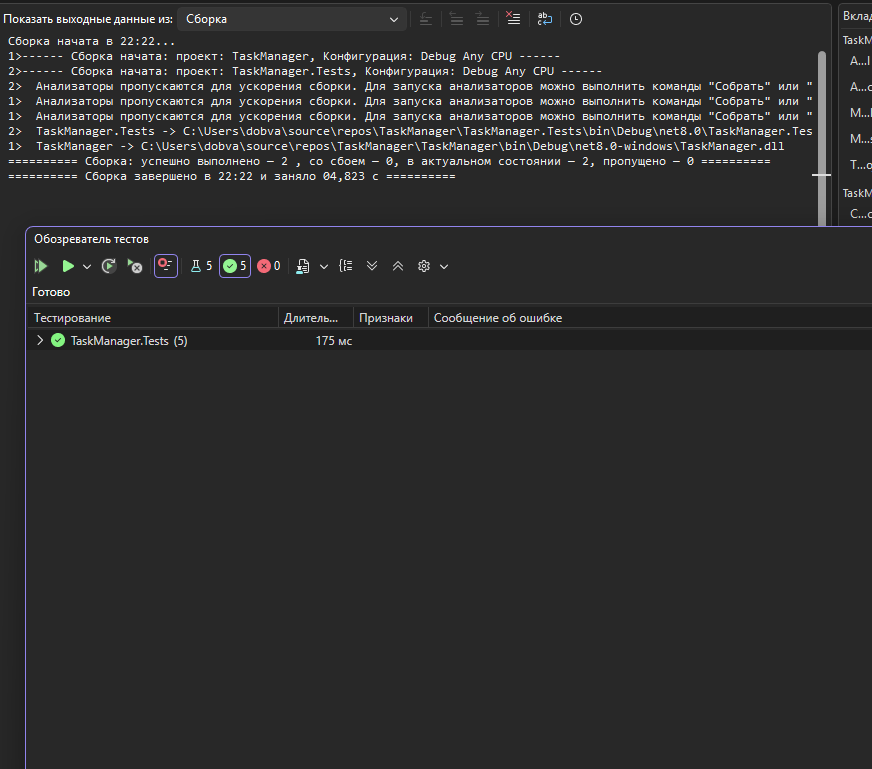 Показать выходные данные из: Сборка
Вклад
Сборка начата в 22:22...
TaskM
1>------ Сборка начата: проект: TaskManager, Конфигурация: Debug Any CPU ------
A...l
2>------ Сборка начата: проект: TaskManager.Tests, Конфигурация: Debug Any CPU ------
2>  Анализаторы пропускаются для ускорения сборки. Для запуска анализаторов можно выполнить команды "Собрать" или "
A...c
1>  Анализаторы пропускаются для ускорения сборки. Для запуска анализаторов можно выполнить команды "Собрать" или "
1>  Анализаторы пропускаются для ускорения сборки. Для запуска анализаторов можно выполнить команды "Собрать" или "
M...l
2>  TaskManager.Tests -> C:\Users\dobva\source\repos\TaskManager\TaskManager.Tests\bin\Debug\net8.0\TaskManager.Tes
M...s
1>  TaskManager -> C:\Users\dobva\source\repos\TaskManager\TaskManager\bin\Debug\net8.0-windows\TaskManager.dll
========== Сборка: успешно выполнено — 2 , со сбоем — 0, в актуальном состоянии — 2, пропущено — 0 ==========
T...o
========== Сборка завершено в 22:22 и заняло 04,823 с ==========
TaskM
C...c
Обозреватель тестов
5 5 0
Готово
Тестирование Длитель... Признаки Сообщение об ошибке
TaskManager.Tests (5) 175 мс